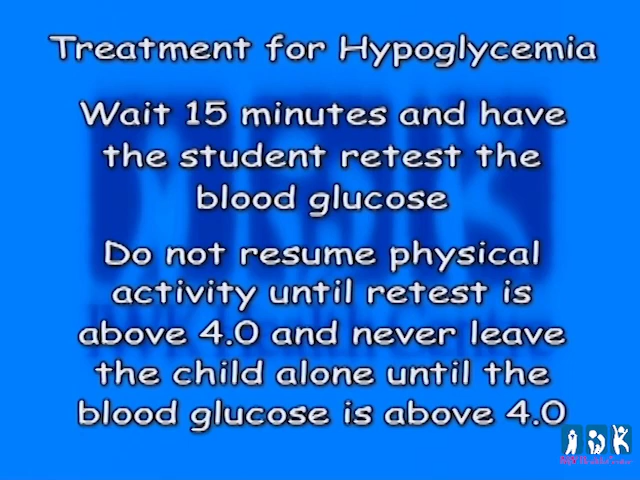 Treatment for Hypoglycemia
Wait 15 minutes and have
the student retest the
blood glucose
Do not resume physical
activity until retest is
above 4.0 and never leave
the child alone until the
blood glucose is above 4.0